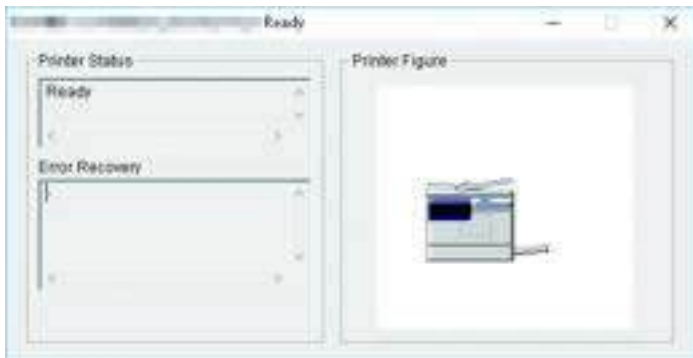 Ready
Printer Status
Ready
Error Recovery
Printer Figure